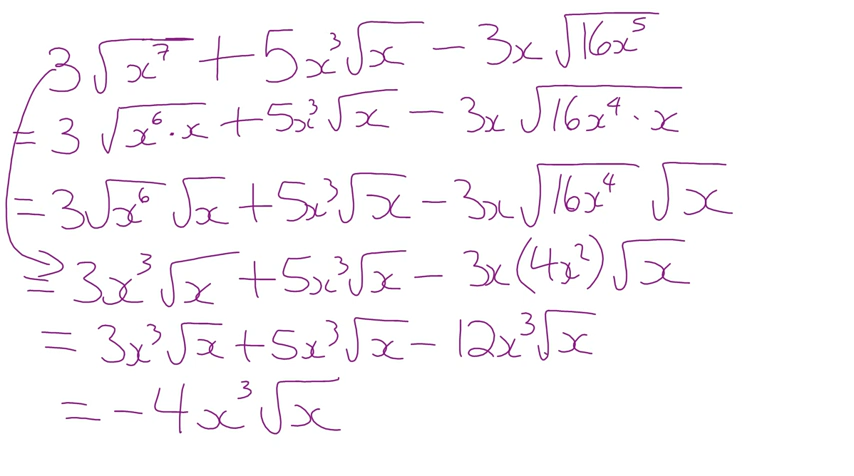 3√x⁷ + 5x³√x − 3x√16x⁵
= 3√x⁶·x + 5x³√x − 3x√16x⁴·x
= 3√x⁶√x + 5x³√x − 3x√16x⁴√x
= 3x³√x + 5x³√x − 3x(4x²)√x
= 3x³√x + 5x³√x − 12x³√x
= −4x³√x